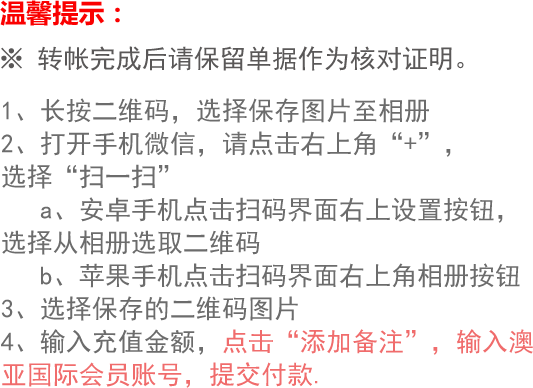 温馨提示：
※ 转帐完成后请保留单据作为核对证明。
1、长按二维码，选择保存图片至相册
2、打开手机微信，请点击右上角“+”，
选择“扫一扫”
a、安卓手机点击扫码界面右上设置按钮，
选择从相册选取二维码
b、苹果手机点击扫码界面右上角相册按钮
3、选择保存的二维码图片
4、输入充值金额，点击“添加备注”，输入澳
亚国际会员账号，提交付款.